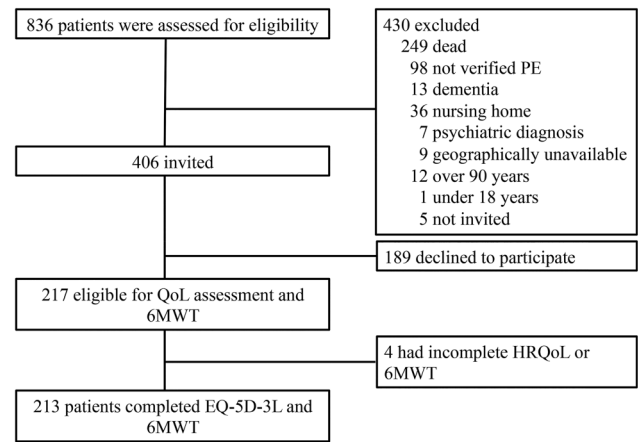 836 patients were assessed for eligibility
430 excluded
249 dead
98 not verified PE
13 dementia
36 nursing home
7 psychiatric diagnosis
9 geographically unavailable
12 over 90 years
1 under 18 years
5 not invited
406 invited
189 declined to participate
217 eligible for QoL assessment and
6MWT
4 had incomplete HRQoL or
6MWT
213 patients completed EQ-5D-3L and
6MWT